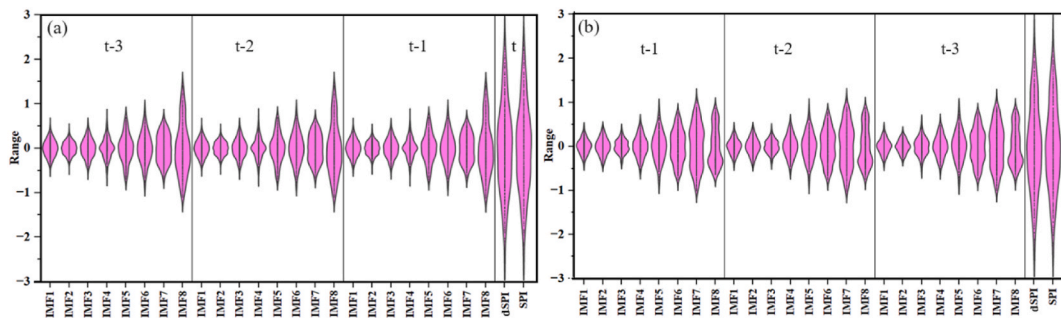 (a)
t-3
t-2
t-1
t
Range
3
2
1
0
−1
−2
−3
IMF1 IMF2 IMF3 IMF4 IMF5 IMF6 IMF7 IMF8 IMF1 IMF2 IMF3 IMF4 IMF5 IMF6 IMF7 IMF8 IMF1 IMF2 IMF3 IMF4 IMF5 IMF6 IMF7 IMF8 dSPI SPI
(b)
t-1
t-2
t-3
Range
3
2
1
0
−1
−2
−3
IMF1 IMF2 IMF3 IMF4 IMF5 IMF6 IMF7 IMF8 IMF1 IMF2 IMF3 IMF4 IMF5 IMF6 IMF7 IMF8 IMF1 IMF2 IMF3 IMF4 IMF5 IMF6 IMF7 IMF8 dSPI SPI